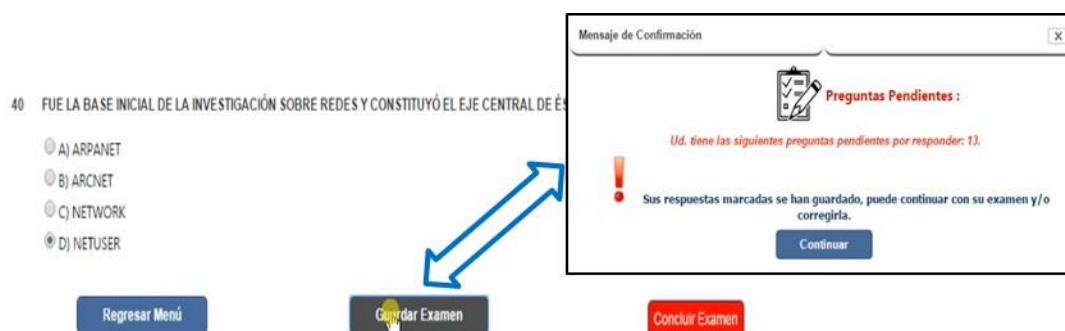 Mensaje de Confirmación
X
Preguntas Pendientes :
Ud. tiene las siguientes preguntas pendientes por responder: 13.
Sus respuestas marcadas se han guardado, puede continuar con su examen y/o
corregirla.
Continuar
40 FUE LA BASE INICIAL DE LA INVESTIGACIÓN SOBRE REDES Y CONSTITUYÓ EL EJE CENTRAL DE ÉS
A) ARPANET
B) ARCNET
C) NETWORK
D) NETUSER
Regresar Menú
Guardar Examen
Concluir Examen